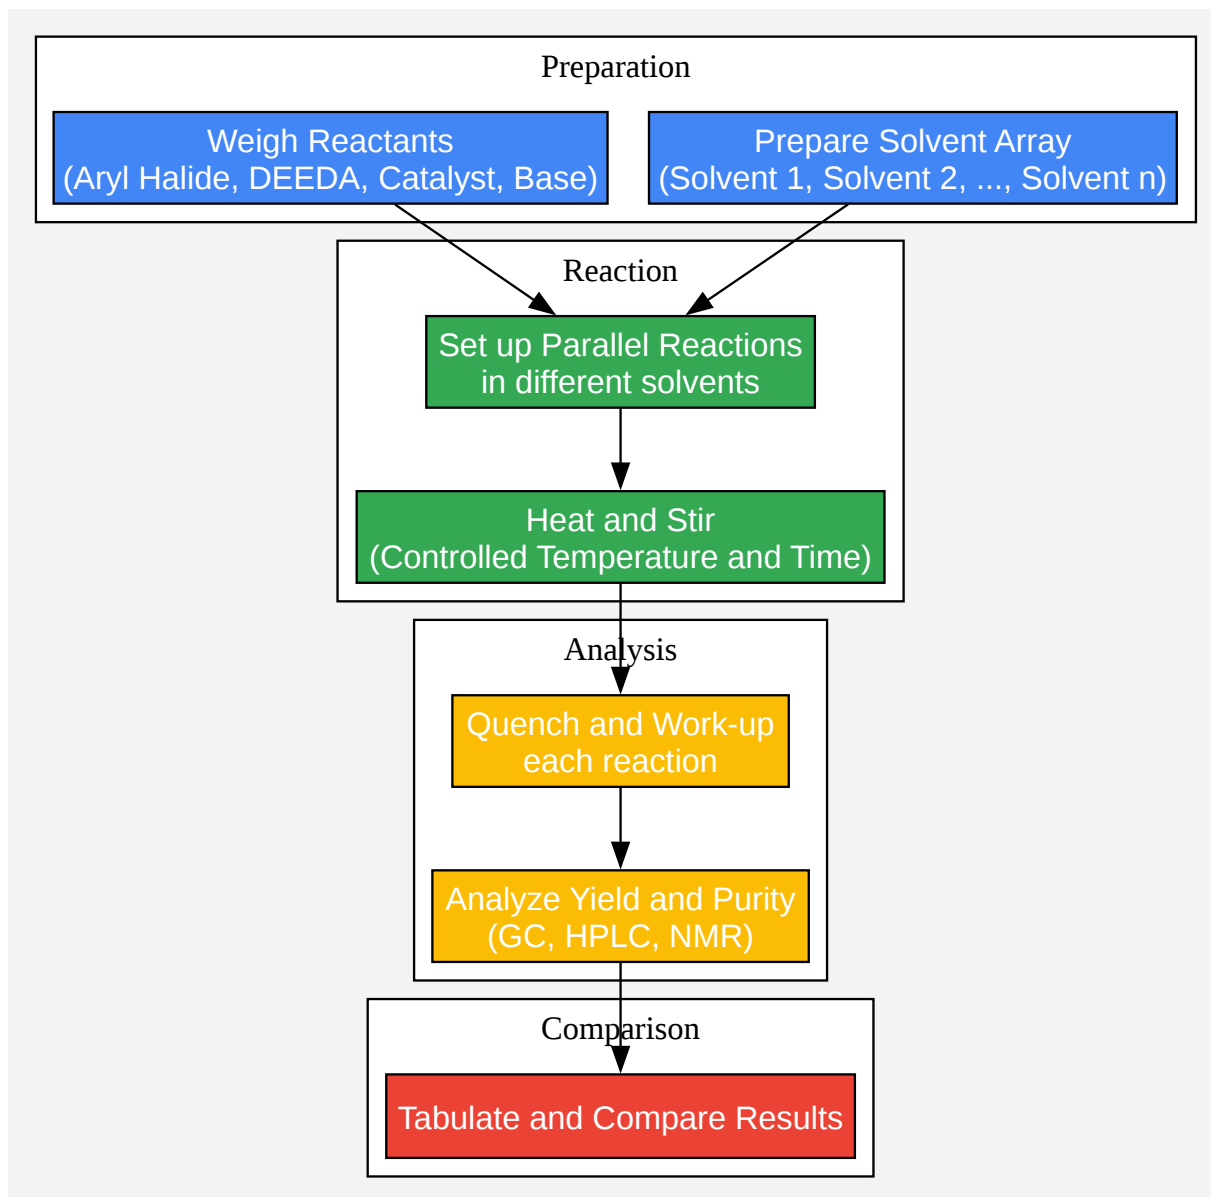 Preparation
Weigh Reactants
(Aryl Halide, DEEDA, Catalyst, Base)
Prepare Solvent Array
(Solvent 1, Solvent 2, ..., Solvent n)
Reaction
Set up Parallel Reactions
in different solvents
Heat and Stir
(Controlled Temperature and Time)
Analysis
Quench and Work-up
each reaction
Analyze Yield and Purity
(GC, HPLC, NMR)
Comparison
Tabulate and Compare Results